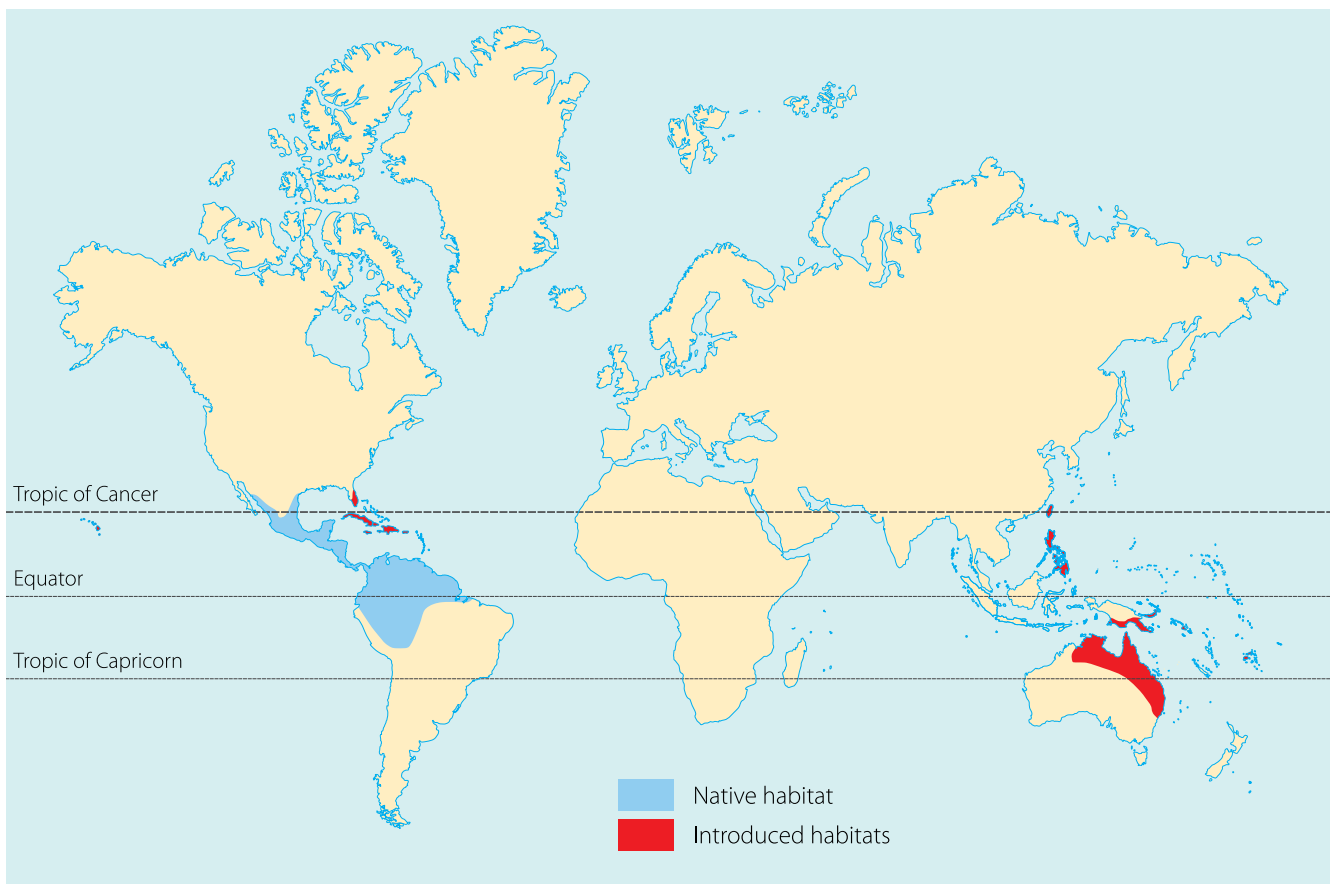 Tropic of Cancer
Equator
Tropic of Capricorn
Native habitat
Introduced habitats